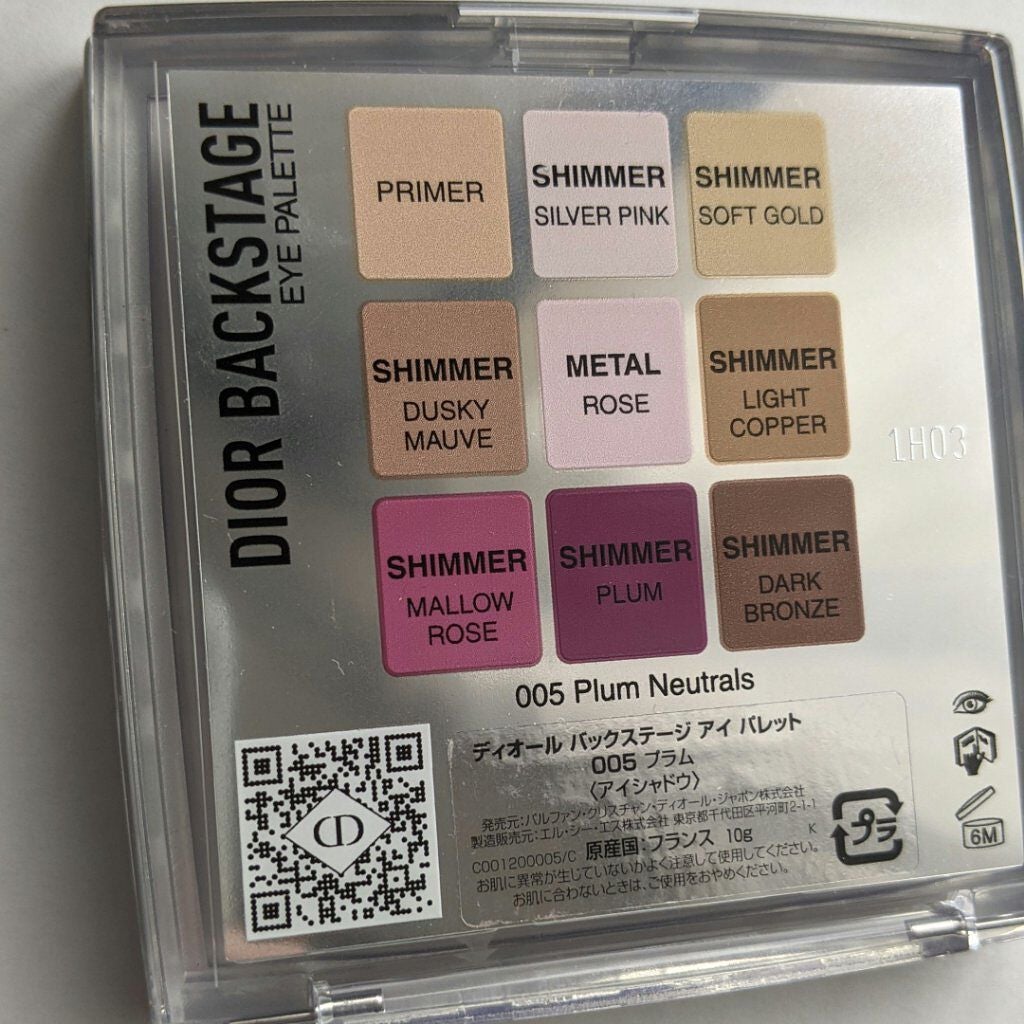 DIOR BACKSTAGE
EYE PALETTE
PRIMER
SHIMMER
SILVER PINK
SHIMMER
SOFT GOLD
SHIMMER
DUSKY
MAUVE
METAL
ROSE
SHIMMER
LIGHT
COPPER
1H03
SHIMMER
MALLOW
ROSE
SHIMMER
PLUM
SHIMMER
DARK
BRONZE
005 Plum Neutrals
CD
ディオール バックステージ アイ パレット
005 プラム
〈アイシャドウ〉
発売元:パルファン・クリスチャン・ディオール・ジャポン株式会社
製造販売元:エル・シー・エス株式会社 東京都千代田区平河町2-1-1
C001200005/C 原産国:フランス 10g K
お肌に異常が生じていないかよく注意して使用してください。
お肌に合わないときは、ご使用をおやめください。
プラ
6M